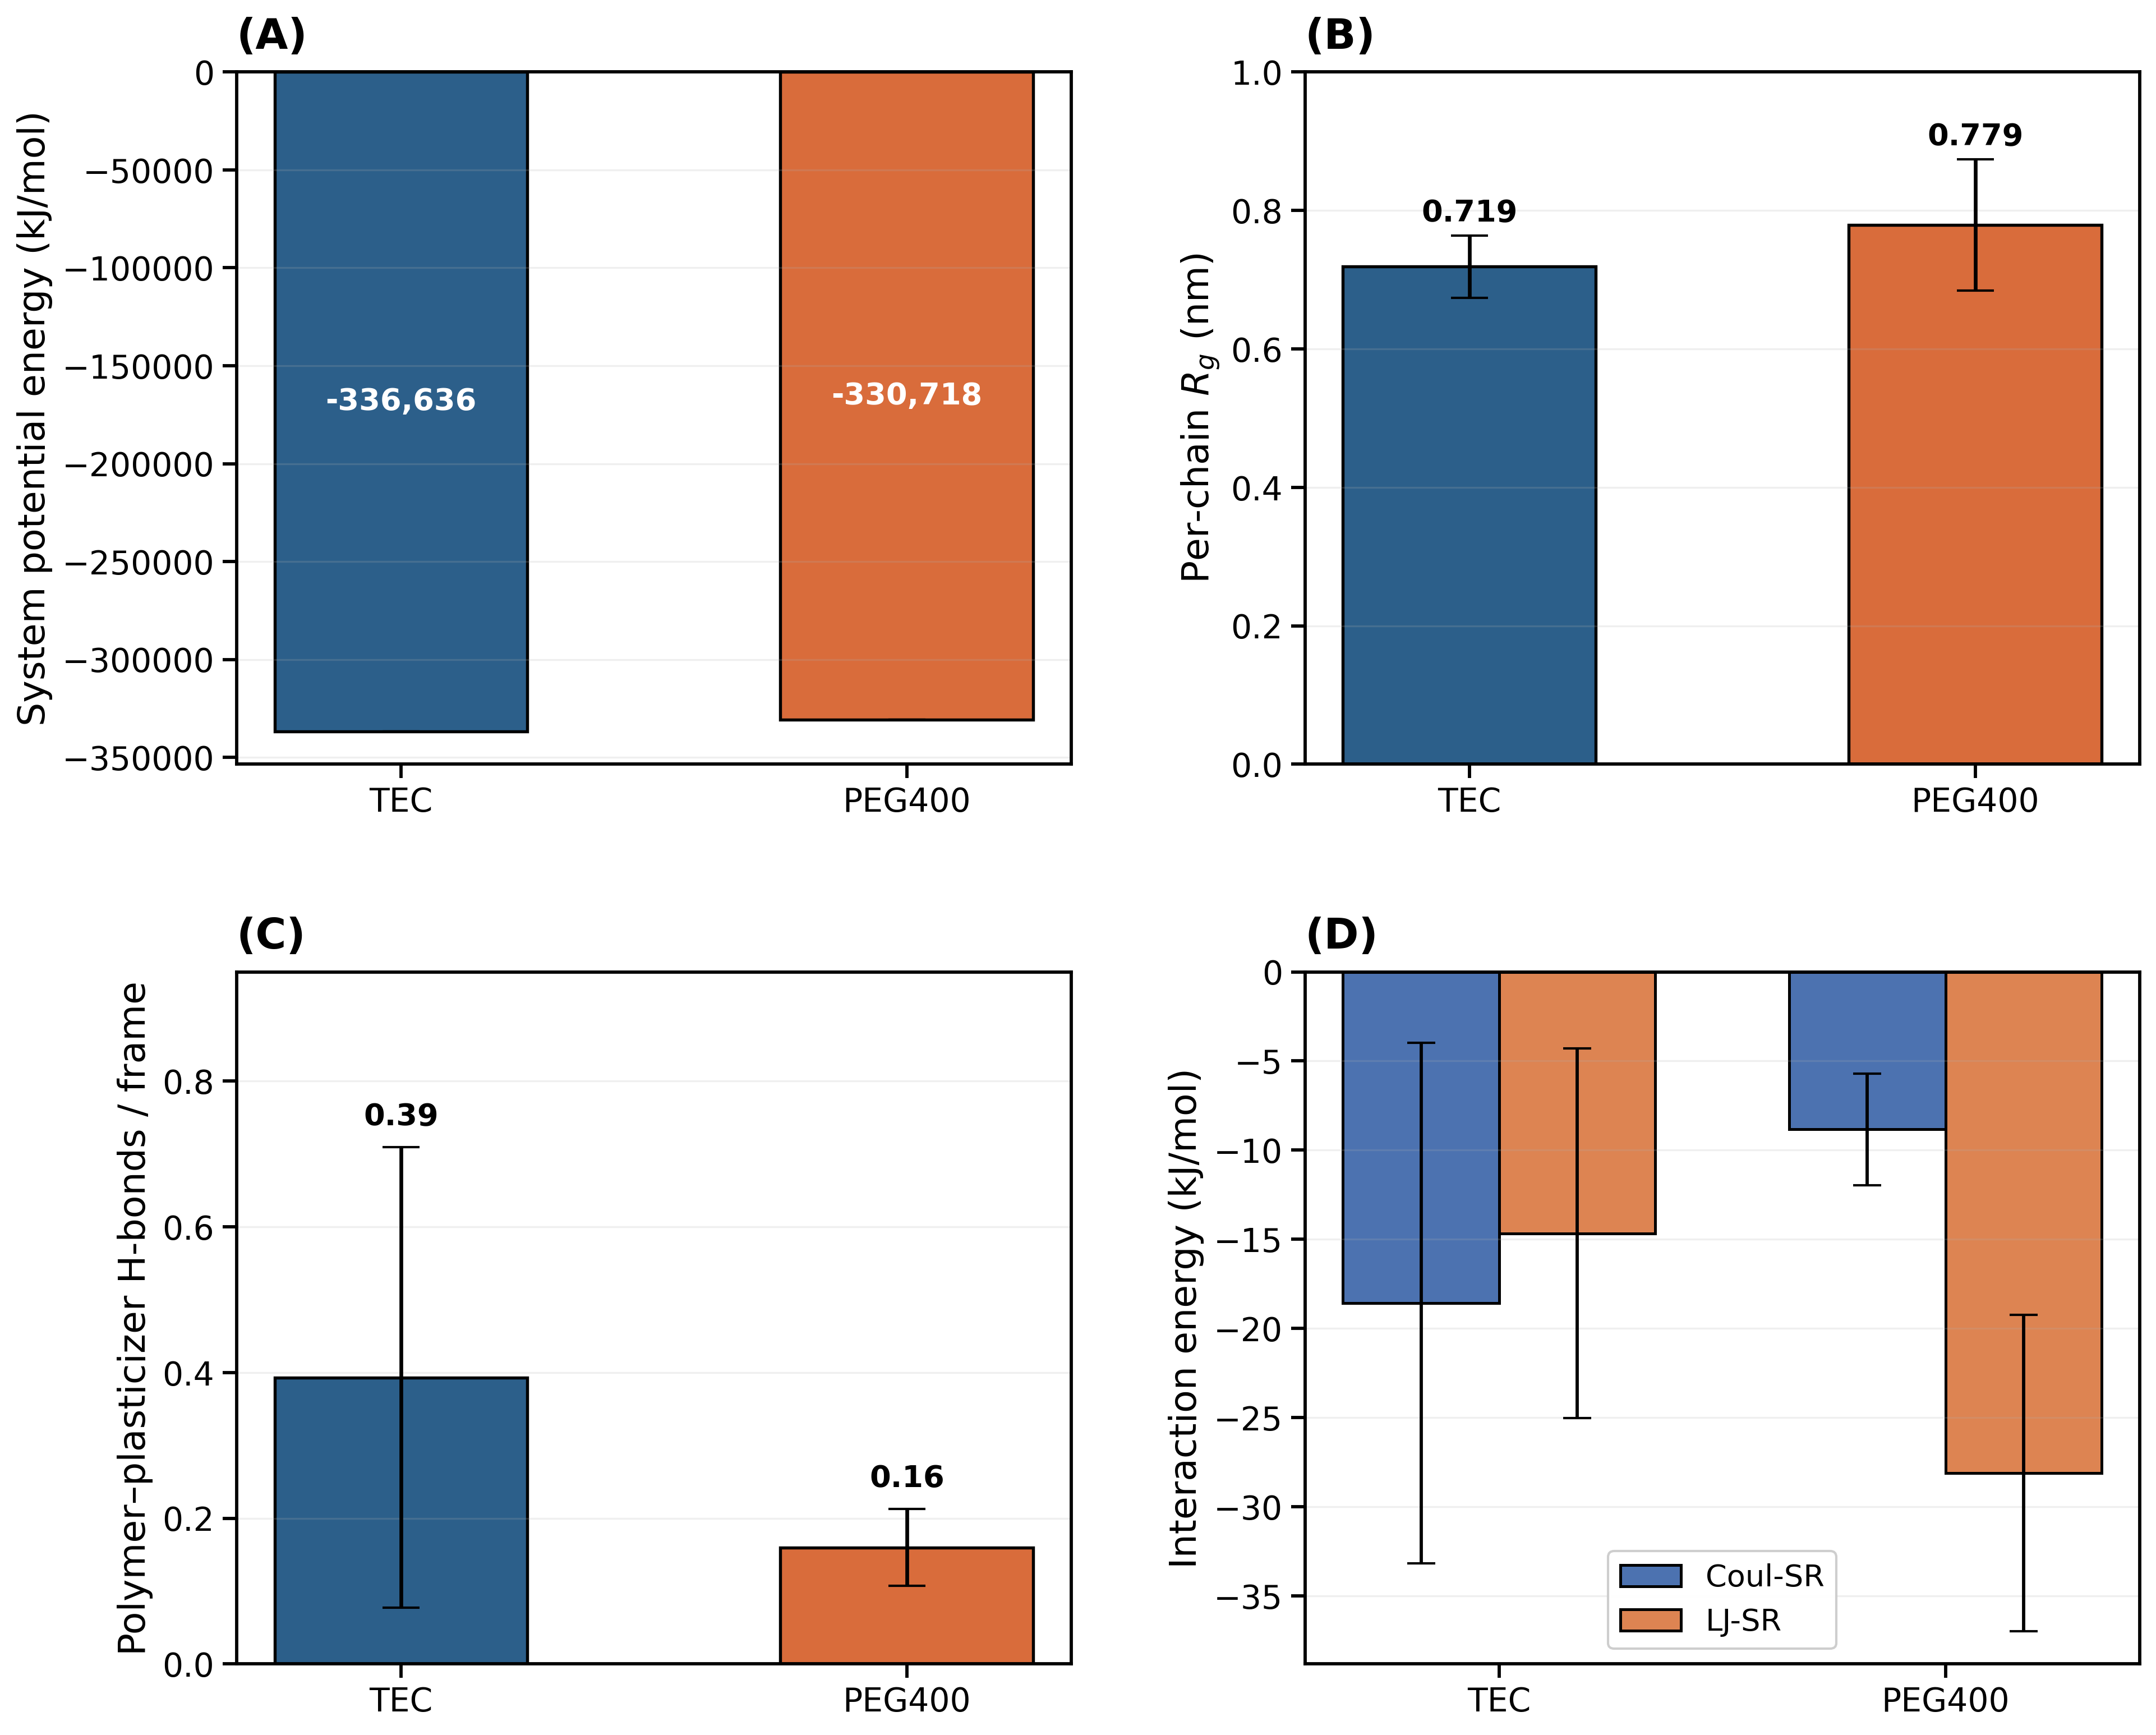 (A)
System potential energy (kJ/mol)
0
−50000
−100000
−150000
−200000
−250000
−300000
−350000
-336,636
-330,718
TEC
PEG400
(B)
Per-chain Rg (nm)
1.0
0.8
0.6
0.4
0.2
0.0
0.719
0.779
TEC
PEG400
(C)
Polymer–plasticizer H-bonds / frame
0.8
0.6
0.4
0.2
0.0
0.39
0.16
TEC
PEG400
(D)
Interaction energy (kJ/mol)
0
−5
−10
−15
−20
−25
−30
−35
Coul-SR
LJ-SR
TEC
PEG400